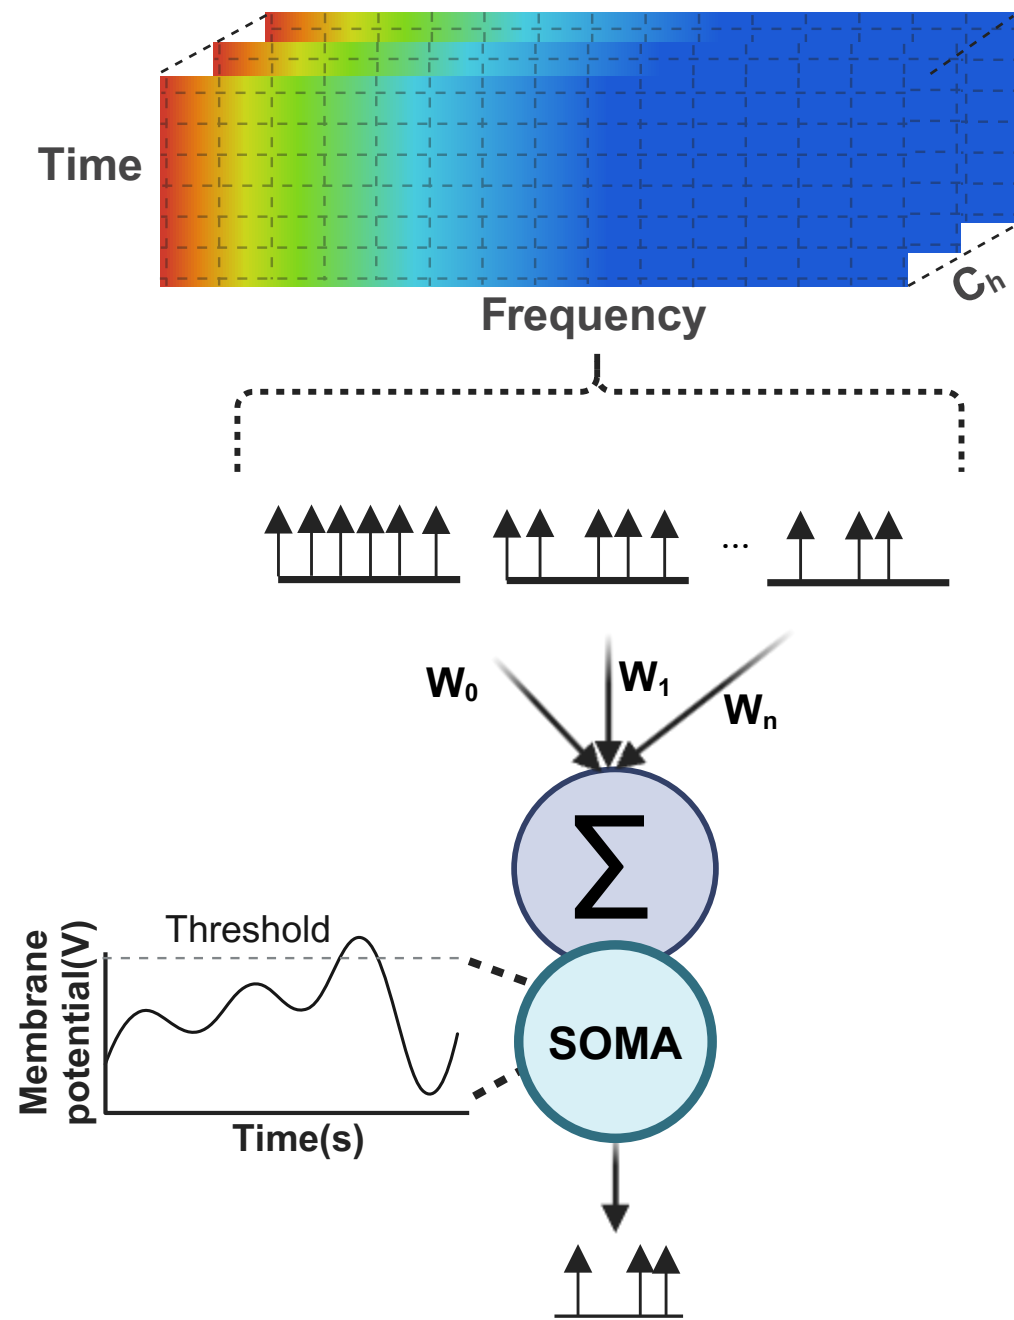 Time
Ch
Frequency
...
W0
W1
Wn
Σ
Threshold
SOMA
Membrane
potential(V)
Time(s)